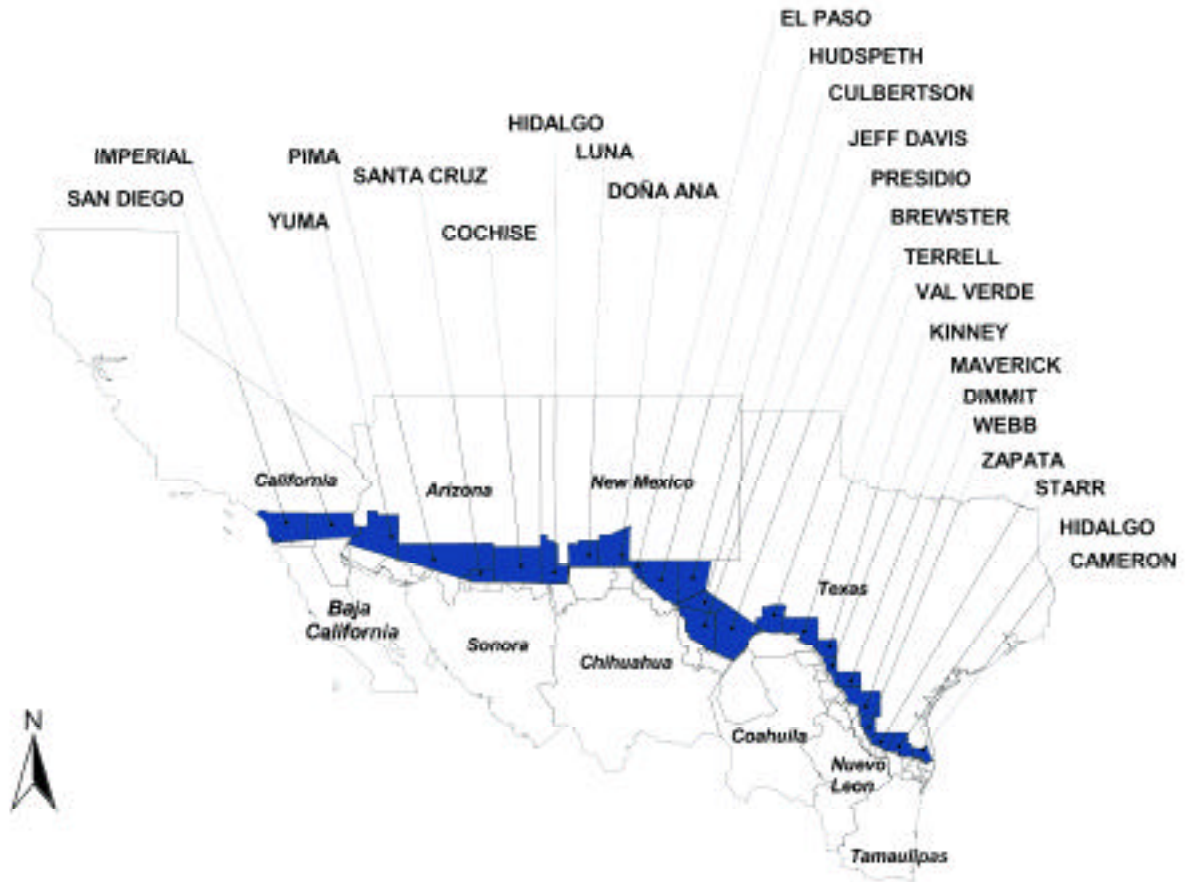 EL PASO
HUDSPETH
CULBERTSON
HIDALGO
JEFF DAVIS
IMPERIAL
PIMA
LUNA
SANTA CRUZ
PRESIDIO
SAN DIEGO
DOÑA ANA
YUMA
BREWSTER
COCHISE
TERRELL
VAL VERDE
KINNEY
MAVERICK
DIMMIT
WEBB
ZAPATA
California
Arizona
New Mexico
STARR
HIDALGO
CAMERON
Texas
Baja
California
Sonora
Chihuahua
N
Coahuila
Nuevo
Leon
Tamaulipas